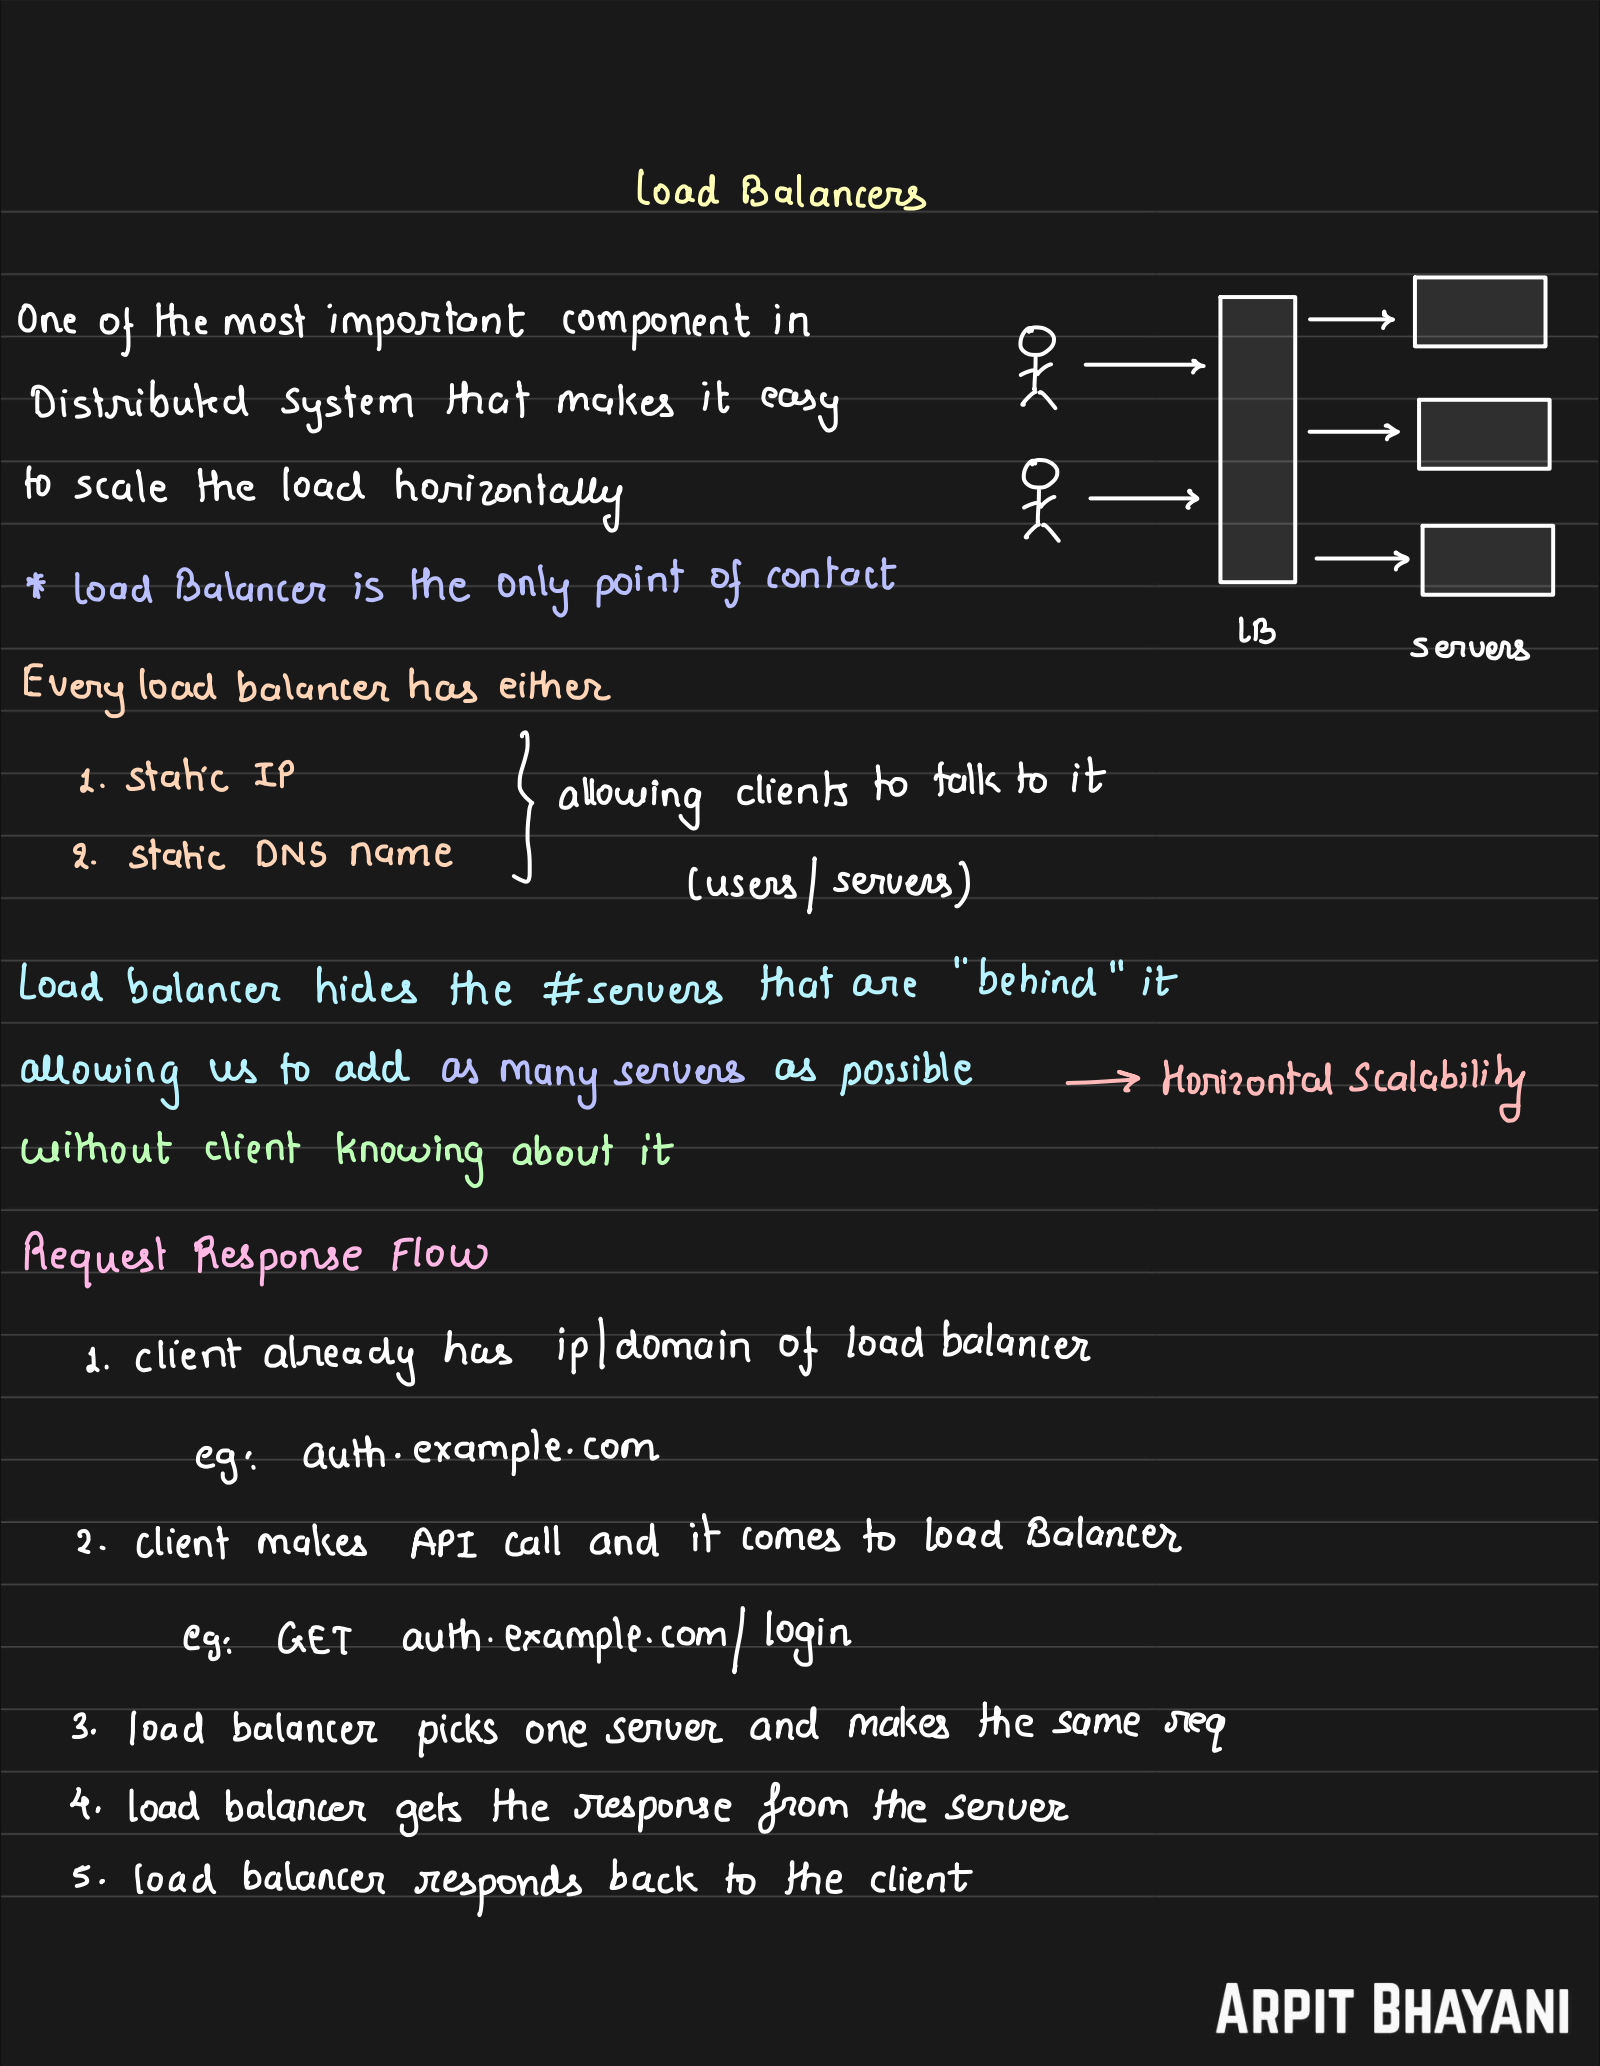 Load Balancers
One of the most important component in
Distributed System that makes it easy
to scale the load horizontally
* Load Balancer is the only point of contact
LB
servers
Every load balancer has either
1. static IP
2. static DNS name
allowing clients to talk to it
(users/servers)
Load balancer hides the #servers that are "behind" it
allowing us to add as many servers as possible → Horizontal Scalability
without client knowing about it
Request Response Flow
1. client already has ip|domain of load balancer
eg: auth.example.com
2. client makes API call and it comes to load Balancer
eg: GET auth.example.com/login
3. load balancer picks one server and makes the same req
4. load balancer gets the response from the server
5. load balancer responds back to the client
ARPIT BHAYANI